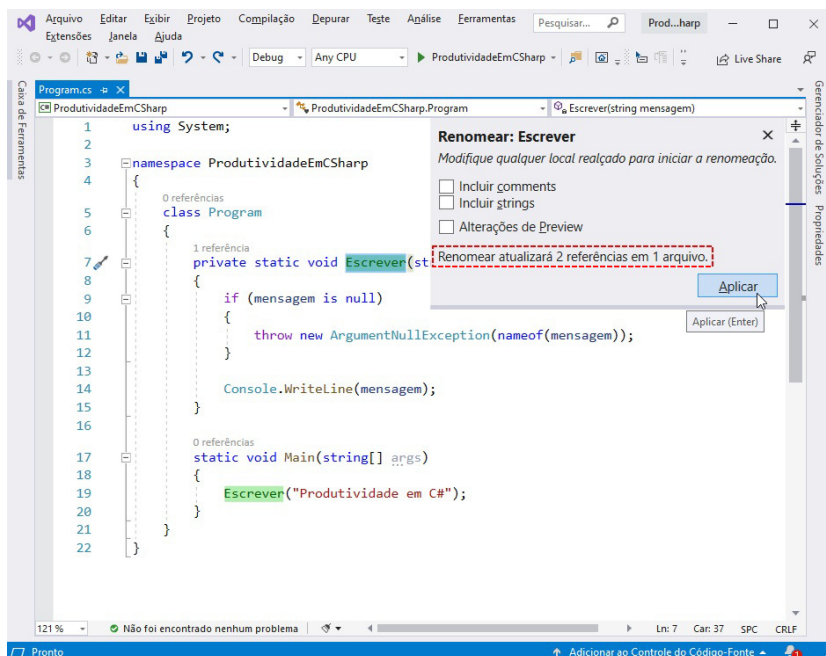 Arquivo Editar Exibir Projeto Compilação Depurar Teste Análise Ferramentas Pesquisar... Prod...harp
Extensões Janela Ajuda
Debug Any CPU ProdutividadeEmCSharp Live Share
Caixa de Ferramentas
Program.cs
ProdutividadeEmCSharp ProdutividadeEmCSharp.Program Escrever(string mensagem)
Gerenciador de Soluções Propriedades
1 using System;
2
3 namespace ProdutividadeEmCSharp
4 {
0 referências
5 class Program
6 {
1 referência
7 private static void Escrever(st
8 {
9 if (mensagem is null)
10 {
11 throw new ArgumentNullException(nameof(mensagem));
12 }
13
14 Console.WriteLine(mensagem);
15 }
16
0 referências
17 static void Main(string[] args)
18 {
19 Escrever("Produtividade em C#");
20 }
21 }
22 }
Renomear: Escrever
Modifique qualquer local realçado para iniciar a renomeação.
Incluir comments
Incluir strings
Alterações de Preview
Renomear atualizará 2 referências em 1 arquivo.
Aplicar
Aplicar (Enter)
121 % Não foi encontrado nenhum problema Ln: 7 Car: 37 SPC CRLF
Pronto Adicionar ao Controle do Código-Fonte 1